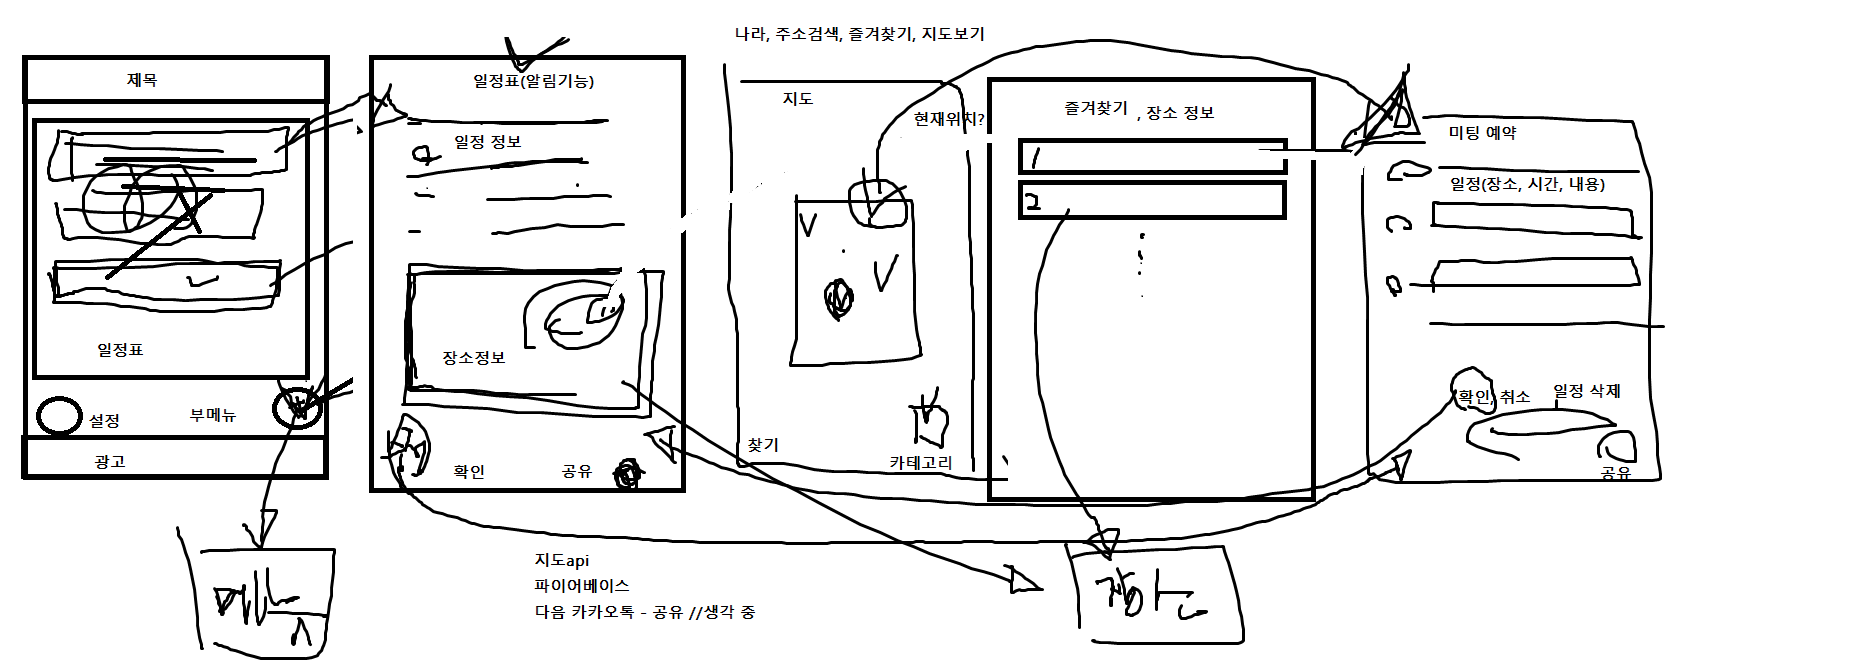 나라, 주소검색, 즐겨찾기, 지도보기
제목
일정표
설정
부메뉴
광고
메뉴
일정표(알림기능)
일정 정보
장소정보
확인
공유
지도
현재위치?
찾기
카테고리
즐겨찾기 , 장소 정보
1
2
미팅 예약
일정(장소, 시간, 내용)
확인, 취소
일정 삭제
공유
지도api
파이어베이스
다음 카카오톡 - 공유 //생각 중